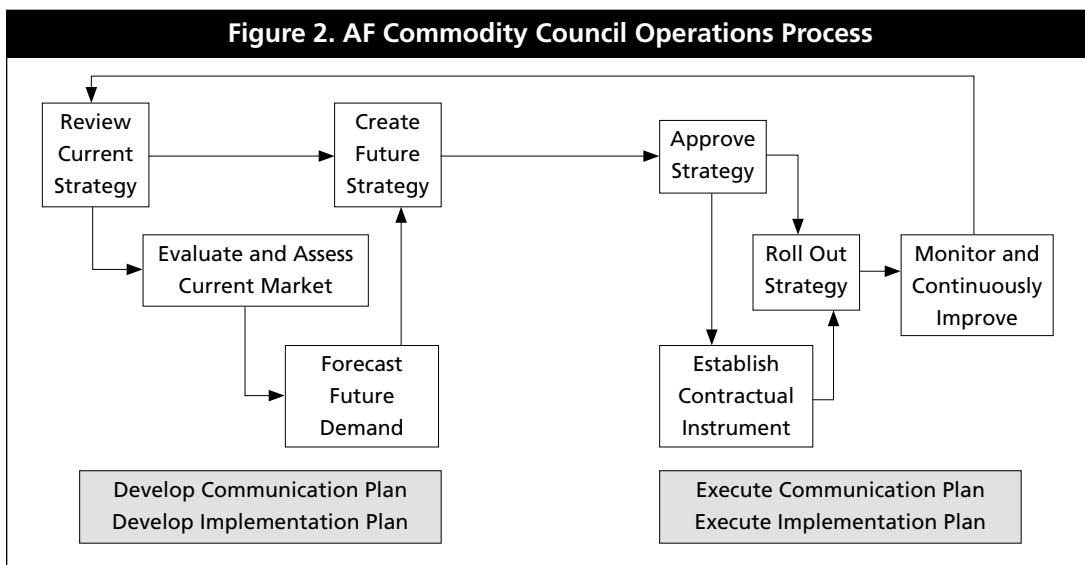 Figure 2. AF Commodity Council Operations Process
Review
Current
Strategy
Create
Future
Strategy
Approve
Strategy
Evaluate and Assess
Current Market
Roll Out
Strategy
Monitor and
Continuously
Improve
Forecast
Future
Demand
Establish
Contractual
Instrument
Develop Communication Plan
Develop Implementation Plan
Execute Communication Plan
Execute Implementation Plan